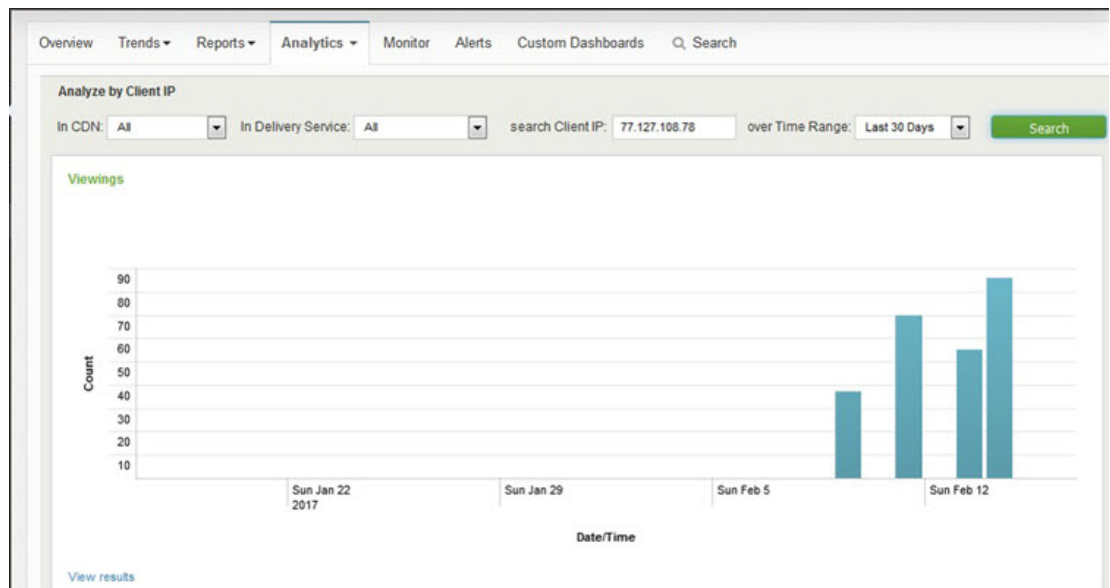 Overview Trends Reports Analytics Monitor Alerts Custom Dashboards Search
Analyze by Client IP
In CDN: All In Delivery Service: All search Client IP: 77.127.108.78 over Time Range: Last 30 Days Search
Viewings
90
80
70
60
50
40
30
20
10
Count
Sun Jan 22 Sun Jan 29 Sun Feb 5 Sun Feb 12
2017
Date/Time
View results